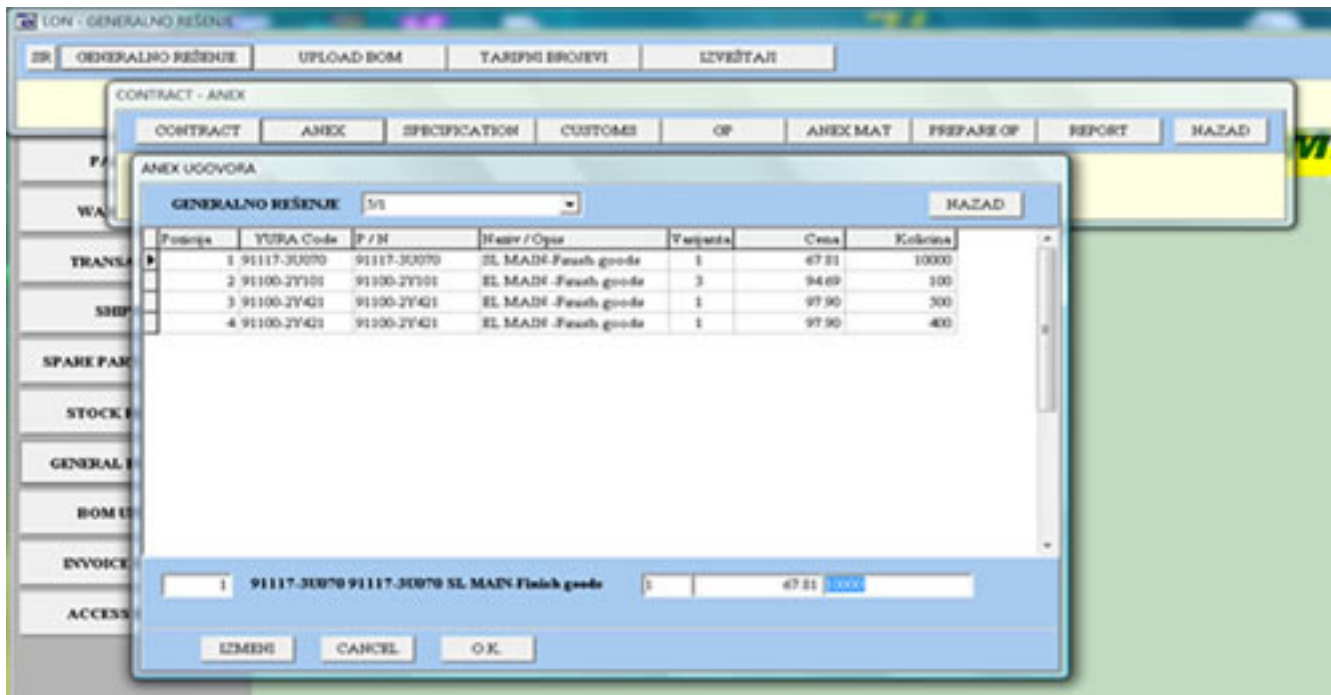 LON - GENERALNO REŠENJE
GENERALNO REŠENJE UPLOAD BOM TARIFNI BROJEVI IZVEŠTAJI
CONTRACT - ANEX
CONTRACT ANEX SPECIFICATION CUSTOMS OP ANEX MAT PREPARE OP REPORT NAZAD
ANEX UGOVORA
GENERALNO REŠENJE NAZAD
Pozicija YURA Code P / N Naziv / Opis Varijanta Cena Kolicina
1 91117-3U070 91117-3U070 SL MAIN-Finish goods 1 67.81 10000
2 91100-2Y101 91100-2Y101 EL MAIN -Finish goods 3 94.69 100
3 91100-2Y421 91100-2Y421 EL MAIN -Finish goods 1 97.90 300
4 91100-2Y421 91100-2Y421 EL MAIN -Finish goods 1 97.90 400
TRANSA
SHIP
SPARE PAR
STOCK
GENERAL
BOM U
INVOICE
ACCESS
1 91117-3U070 91117-3U070 SL MAIN-Finish goods 1 67.81 10000
IZMENI CANCEL O.K.